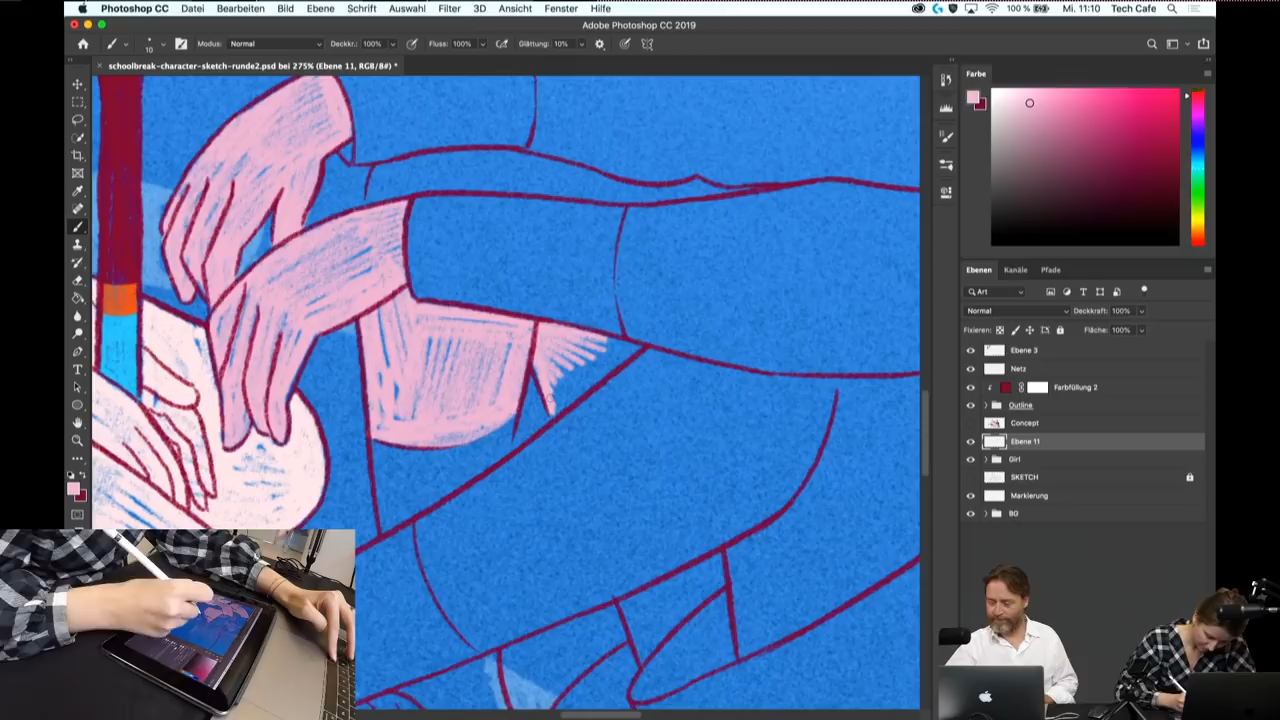 Photoshop CC Datei Bearbeiten Bild Ebene Schrift Auswahl Filter 3D Ansicht Fenster Hilfe 100 % Mi. 11:10 Tech Cafe
Adobe Photoshop CC 2019
10 Modus: Normal Deckkr.: 100% Fluss: 100% Glättung: 10%
schoolbreak-character-sketch-runde2.psd bei 275% (Ebene 11, RGB/8#) *
Farbe
Ebenen Kanäle Pfade
Art
Normal Deckkraft: 100%
Fixieren: Fläche: 100%
Ebene 3
Netz
Farbfüllung 2
Outline
Concept
Ebene 11
Girl
SKETCH
Markierung
BG